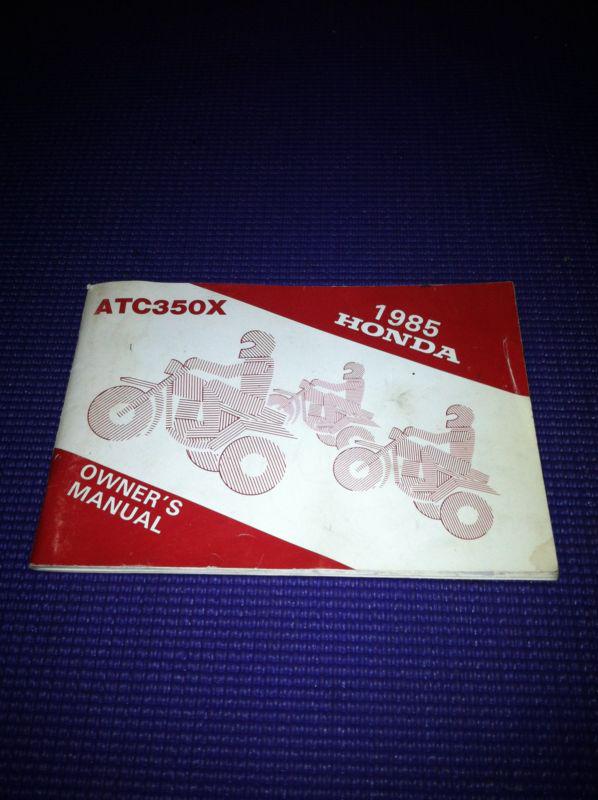 ATC350X
1985
HONDA
OWNER'S
MANUAL